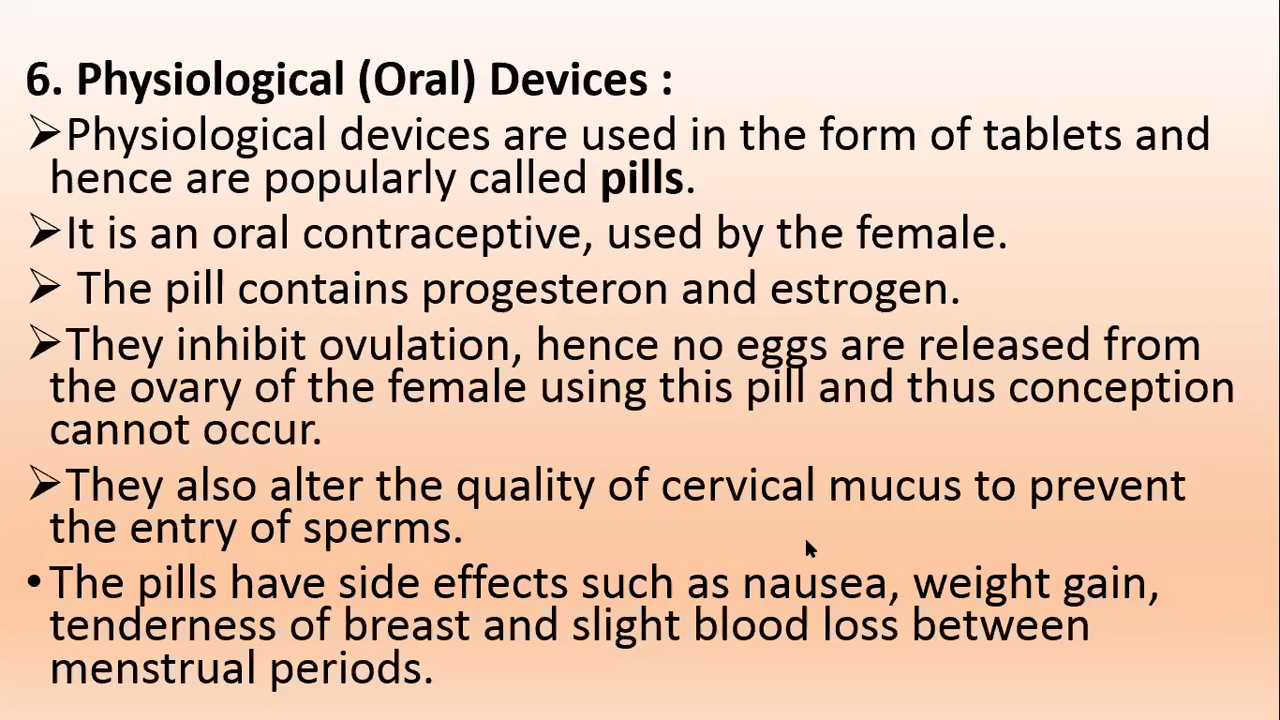 6. Physiological (Oral) Devices :
➢Physiological devices are used in the form of tablets and
hence are popularly called pills.
➢It is an oral contraceptive, used by the female.
➢ The pill contains progesteron and estrogen.
➢They inhibit ovulation, hence no eggs are released from
the ovary of the female using this pill and thus conception
cannot occur.
➢They also alter the quality of cervical mucus to prevent
the entry of sperms.
•The pills have side effects such as nausea, weight gain,
tenderness of breast and slight blood loss between
menstrual periods.